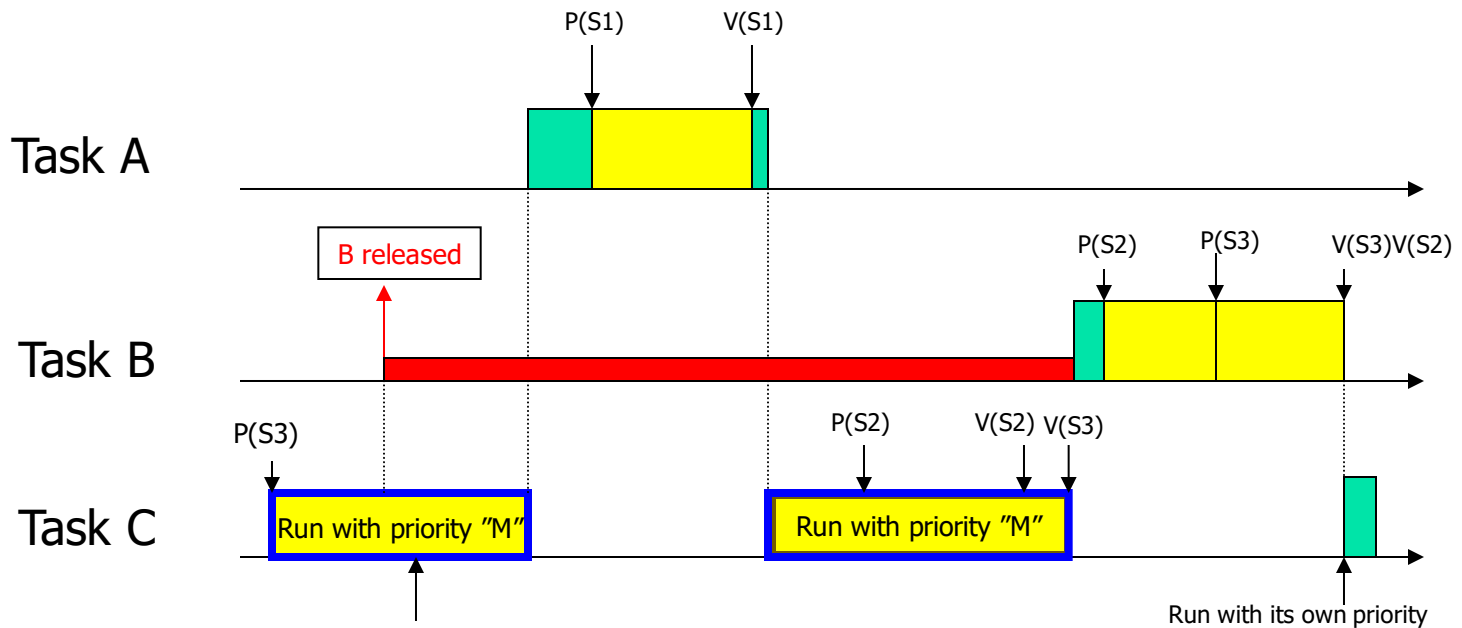 P(S1) V(S1)
Task A
B released
P(S2) P(S3) V(S3)V(S2)
Task B
P(S3) P(S2) V(S2) V(S3)
Task C
Run with priority ”M” Run with priority ”M”
Run with its own priority